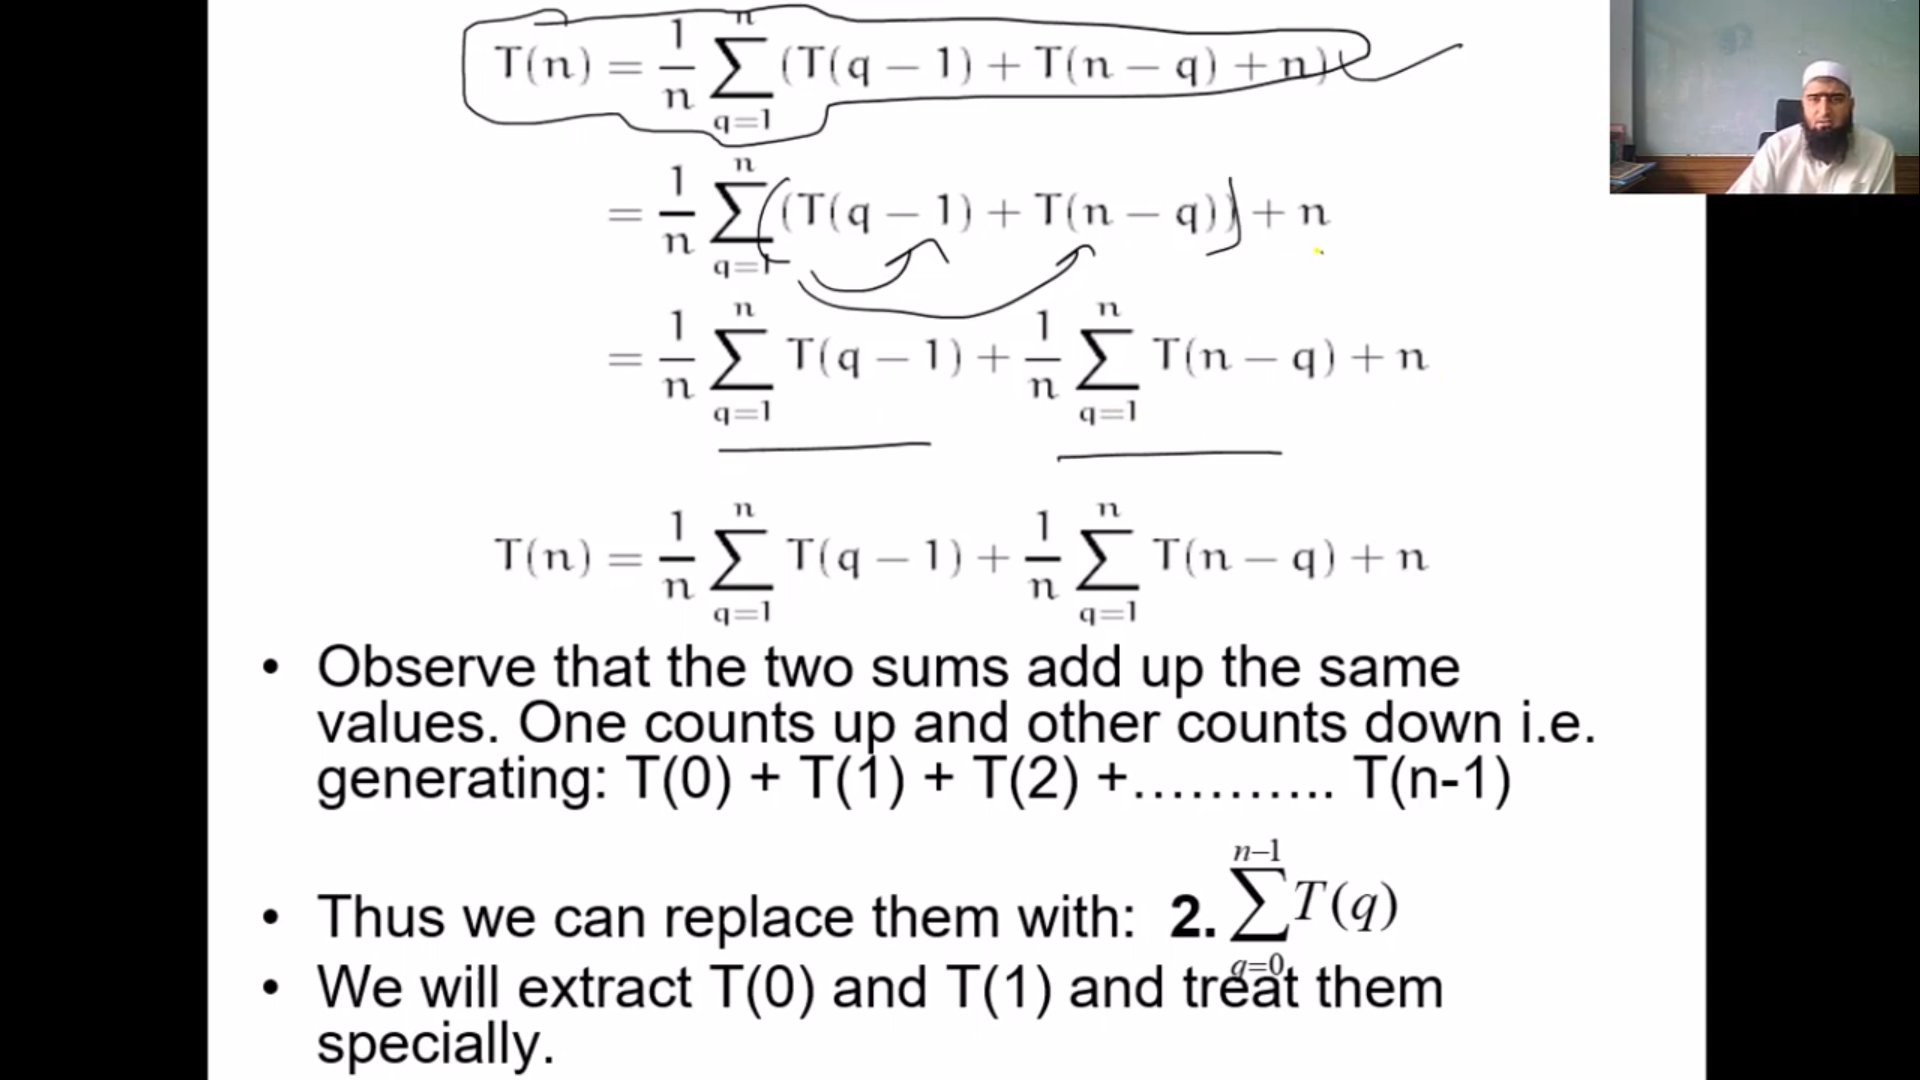 T(n) = 1/n ∑_{q=1}^{n} (T(q − 1) + T(n − q) + n)
= 1/n ∑_{q=1}^{n} (T(q − 1) + T(n − q)) + n
= 1/n ∑_{q=1}^{n} T(q − 1) + 1/n ∑_{q=1}^{n} T(n − q) + n
T(n) = 1/n ∑_{q=1}^{n} T(q − 1) + 1/n ∑_{q=1}^{n} T(n − q) + n
• Observe that the two sums add up the same
values. One counts up and other counts down i.e.
generating: T(0) + T(1) + T(2) +........... T(n-1)
• Thus we can replace them with: 2. ∑_{q=0}^{n−1} T(q)
• We will extract T(0) and T(1) and treat them
specially.